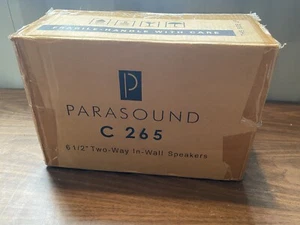 FRAGILE-HANDLE WITH CARE
P
PARASOUND
C 265
6 1/2" Two-Way In-Wall Speakers